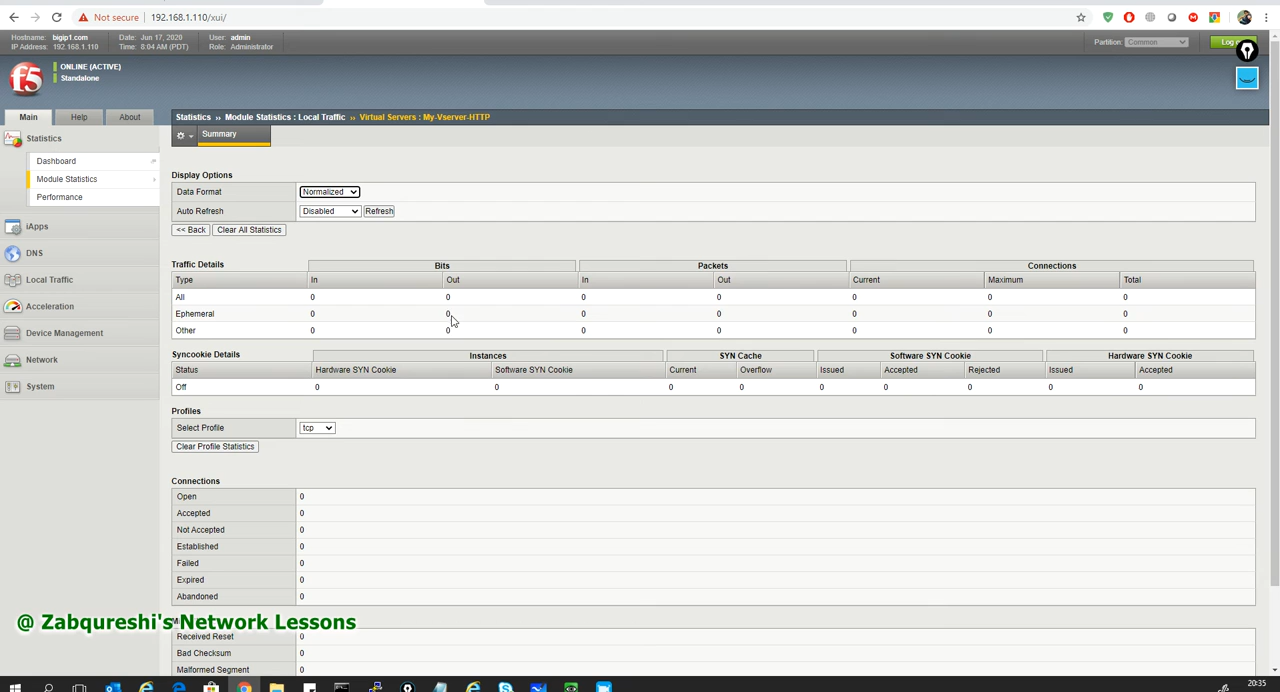 Not secure 192.168.1.110/xui/
Hostname: bigip1.com Date: Jun 17, 2020 User: admin
IP Address: 192.168.1.110 Time: 8:04 AM (PDT) Role: Administrator
Partition: Common Log
f5
ONLINE (ACTIVE)
Standalone
Main Help About
Statistics
Dashboard
Module Statistics
Performance
iApps
DNS
Local Traffic
Acceleration
Device Management
Network
System
Statistics ›› Module Statistics : Local Traffic ›› Virtual Servers : My-Vserver-HTTP
Summary
Display Options
Data Format Normalized
Auto Refresh Disabled Refresh
<< Back Clear All Statistics
Traffic Details Bits Packets Connections
Type In Out In Out Current Maximum Total
All 0 0 0 0 0 0 0
Ephemeral 0 0 0 0 0 0 0
Other 0 0 0 0 0 0 0
Syncookie Details Instances SYN Cache Software SYN Cookie Hardware SYN Cookie
Status Hardware SYN Cookie Software SYN Cookie Current Overflow Issued Accepted Rejected Issued Accepted
Off 0 0 0 0 0 0 0 0 0
Profiles
Select Profile tcp
Clear Profile Statistics
Connections
Open 0
Accepted 0
Not Accepted 0
Established 0
Failed 0
Expired 0
Abandoned 0
@ Zabqureshi's Network Lessons
Received Reset 0
Bad Checksum 0
Malformed Segment 0
20:35